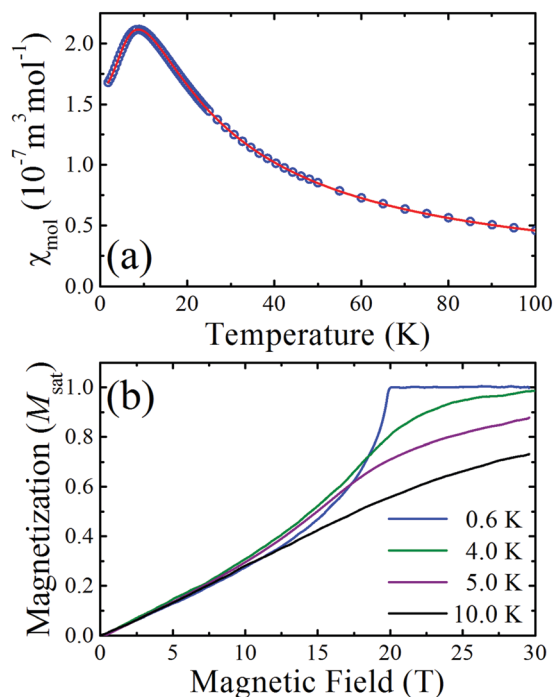 2.0
1.5
1.0
0.5
0.0
χmol (10⁻⁷ m³mol⁻¹)
(a)
0 20 40 60 80 100
Temperature (K)
1.0
0.8
0.6
0.4
0.2
0.0
Magnetization (Msat)
(b)
0.6 K
4.0 K
5.0 K
10.0 K
0 5 10 15 20 25 30
Magnetic Field (T)